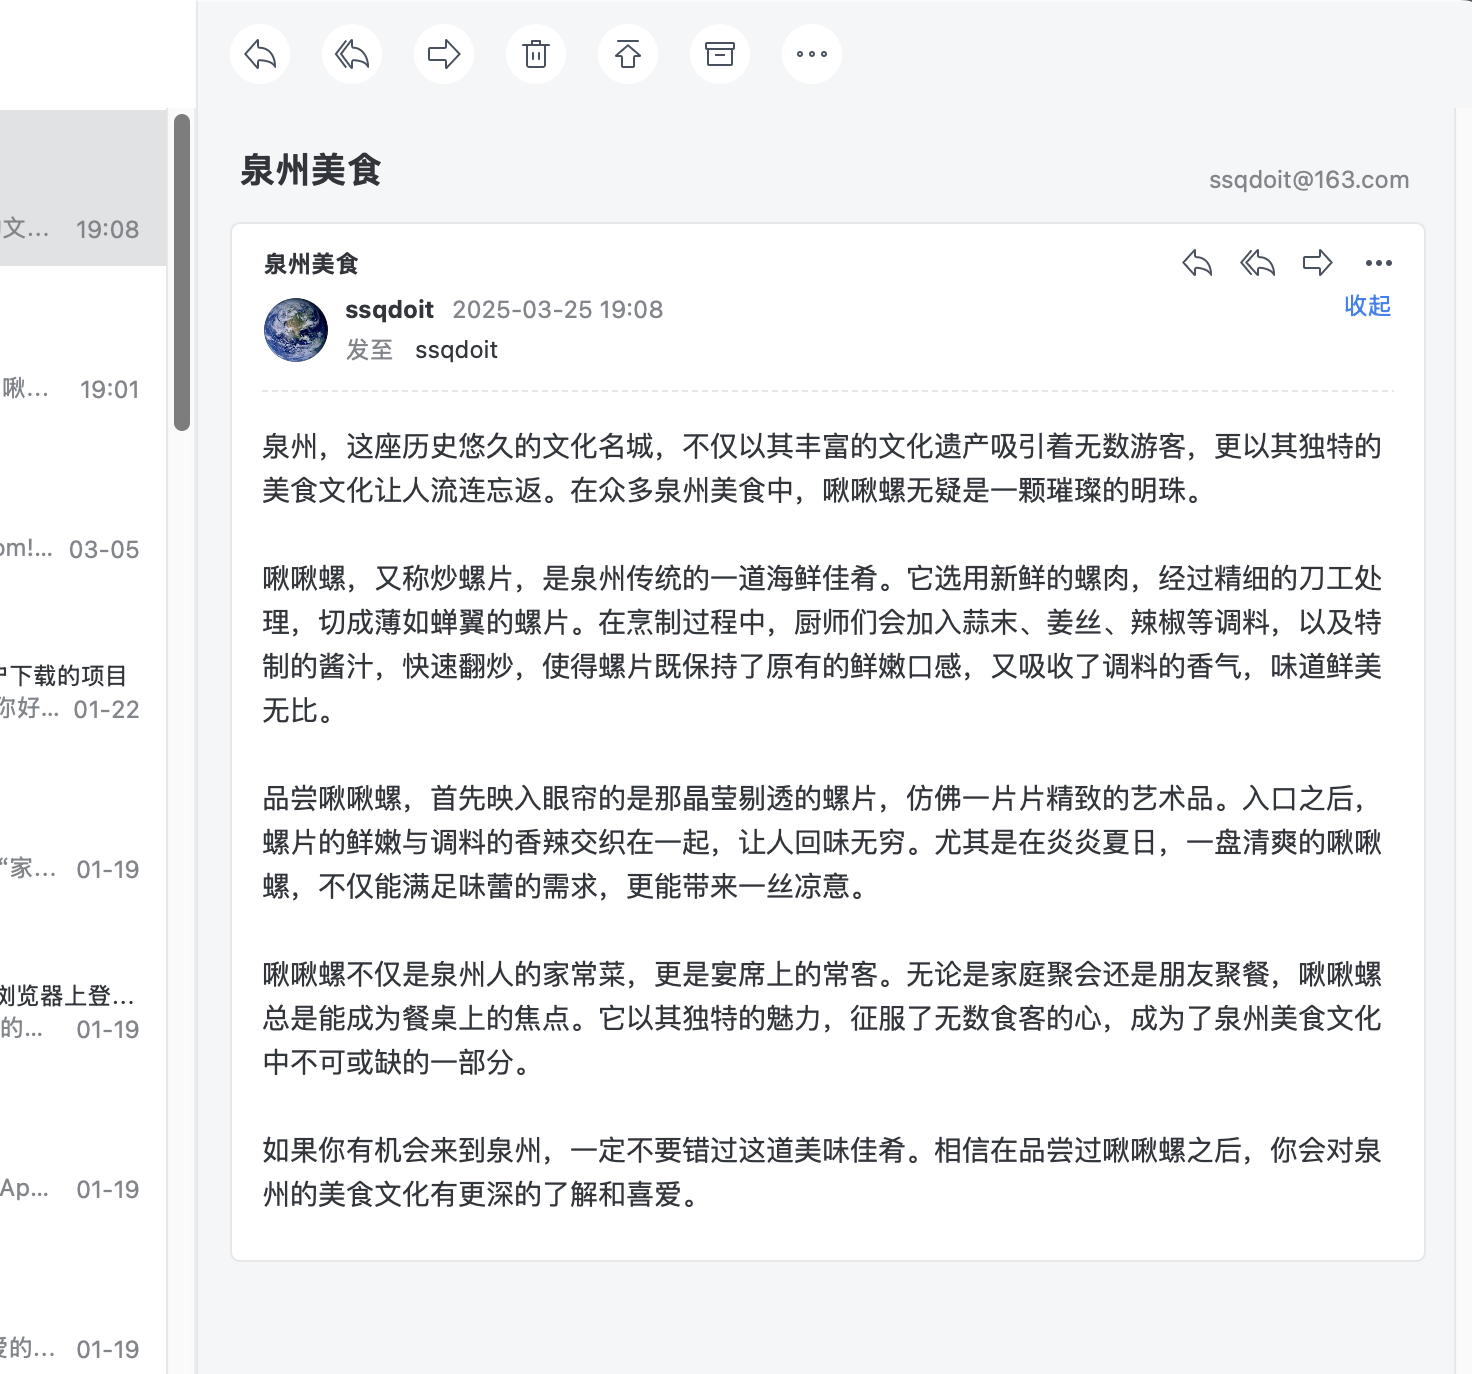 文... 19:08
啾... 19:01
om!... 03-05
下载的项目
你好... 01-22
“家... 01-19
浏览器上登...
的... 01-19
Ap... 01-19
爱的... 01-19
泉州美食
ssqdoit@163.com
泉州美食
ssqdoit 2025-03-25 19:08
收起
发至 ssqdoit
泉州，这座历史悠久的文化名城，不仅以其丰富的文化遗产吸引着无数游客，更以其独特的
美食文化让人流连忘返。在众多泉州美食中，啾啾螺无疑是一颗璀璨的明珠。
啾啾螺，又称炒螺片，是泉州传统的一道海鲜佳肴。它选用新鲜的螺肉，经过精细的刀工处
理，切成薄如蝉翼的螺片。在烹制过程中，厨师们会加入蒜末、姜丝、辣椒等调料，以及特
制的酱汁，快速翻炒，使得螺片既保持了原有的鲜嫩口感，又吸收了调料的香气，味道鲜美
无比。
品尝啾啾螺，首先映入眼帘的是那晶莹剔透的螺片，仿佛一片片精致的艺术品。入口之后，
螺片的鲜嫩与调料的香辣交织在一起，让人回味无穷。尤其是在炎炎夏日，一盘清爽的啾啾
螺，不仅能满足味蕾的需求，更能带来一丝凉意。
啾啾螺不仅是泉州人的家常菜，更是宴席上的常客。无论是家庭聚会还是朋友聚餐，啾啾螺
总是能成为餐桌上的焦点。它以其独特的魅力，征服了无数食客的心，成为了泉州美食文化
中不可或缺的一部分。
如果你有机会来到泉州，一定不要错过这道美味佳肴。相信在品尝过啾啾螺之后，你会对泉
州的美食文化有更深的了解和喜爱。